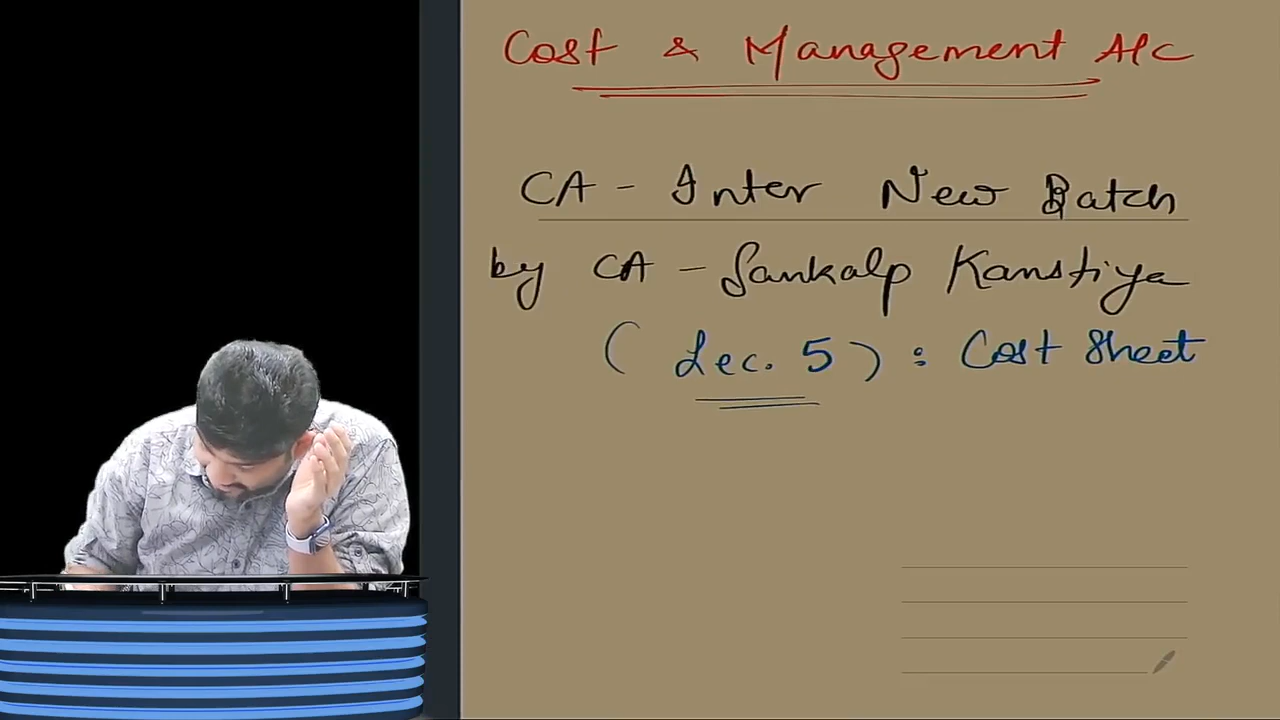 Cost & Management A/c
CA - Inter New Batch
by CA - Sankalp Kanstiya
( Lec. 5 ) : Cost Sheet